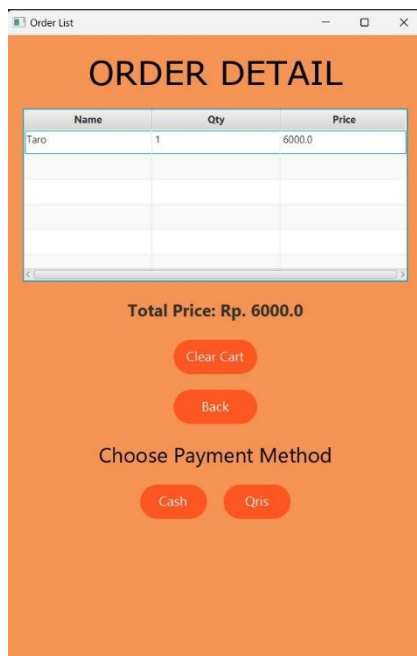 Order List
ORDER DETAIL
Name Qty Price
Taro 1 6000.0
Total Price: Rp. 6000.0
Clear Cart
Back
Choose Payment Method
Cash Qris